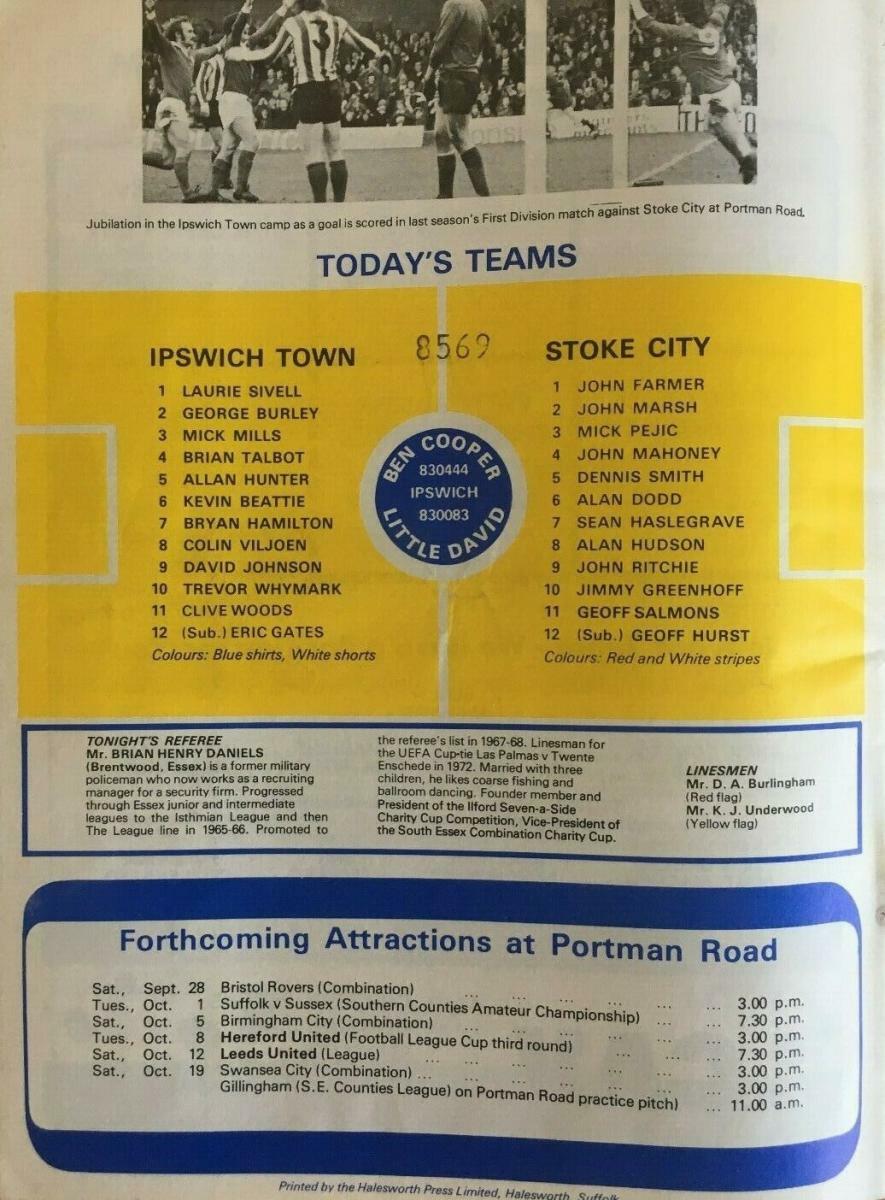 9
3
Jubilation in the Ipswich Town camp as a goal is scored in last season's First Division match against Stoke City at Portman Road.
TODAY'S TEAMS
8569
IPSWICH TOWN
1 LAURIE SIVELL
2 GEORGE BURLEY
3 MICK MILLS
4 BRIAN TALBOT
5 ALLAN HUNTER
6 KEVIN BEATTIE
7 BRYAN HAMILTON
8 COLIN VILJOEN
9 DAVID JOHNSON
10 TREVOR WHYMARK
11 CLIVE WOODS
12 (Sub.) ERIC GATES
Colours: Blue shirts, White shorts
BEN COOPER
830444
IPSWICH
830083
LITTLE DAVID
STOKE CITY
1 JOHN FARMER
2 JOHN MARSH
3 MICK PEJIC
4 JOHN MAHONEY
5 DENNIS SMITH
6 ALAN DODD
7 SEAN HASLEGRAVE
8 ALAN HUDSON
9 JOHN RITCHIE
10 JIMMY GREENHOFF
11 GEOFF SALMONS
12 (Sub.) GEOFF HURST
Colours: Red and White stripes
TONIGHT'S REFEREE
Mr. BRIAN HENRY DANIELS
(Brentwood, Essex) is a former military
policeman who now works as a recruiting
manager for a security firm. Progressed
through Essex junior and intermediate
leagues to the Isthmian League and then
The League line in 1965-66. Promoted to
the referee's list in 1967-68. Linesman for
the UEFA Cup-tie Las Palmas v Twente
Enschede in 1972. Married with three
children, he likes coarse fishing and
ballroom dancing. Founder member and
President of the Ilford Seven-a-Side
Charity Cup Competition, Vice-President of
the South Essex Combination Charity Cup.
LINESMEN
Mr. D. A. Burlingham
(Red flag)
Mr. K. J. Underwood
(Yellow flag)
Forthcoming Attractions at Portman Road
Sat., Sept. 28 Bristol Rovers (Combination) ... ... ... ... ... ... 3.00 p.m.
Tues., Oct. 1 Suffolk v Sussex (Southern Counties Amateur Championship) ... ... 7.30 p.m.
Sat., Oct. 5 Birmingham City (Combination) ... ... ... ... ... 3.00 p.m.
Tues., Oct. 8 Hereford United (Football League Cup third round) ... ... ... 7.30 p.m.
Sat., Oct. 12 Leeds United (League) ... ... ... ... ... ... 3.00 p.m.
Sat., Oct. 19 Swansea City (Combination) ... ... ... ... ... ... 3.00 p.m.
Gillingham (S.E. Counties League) on Portman Road practice pitch) ... 11.00 a.m.
Printed by the Halesworth Press Limited, Halesworth, Suffolk